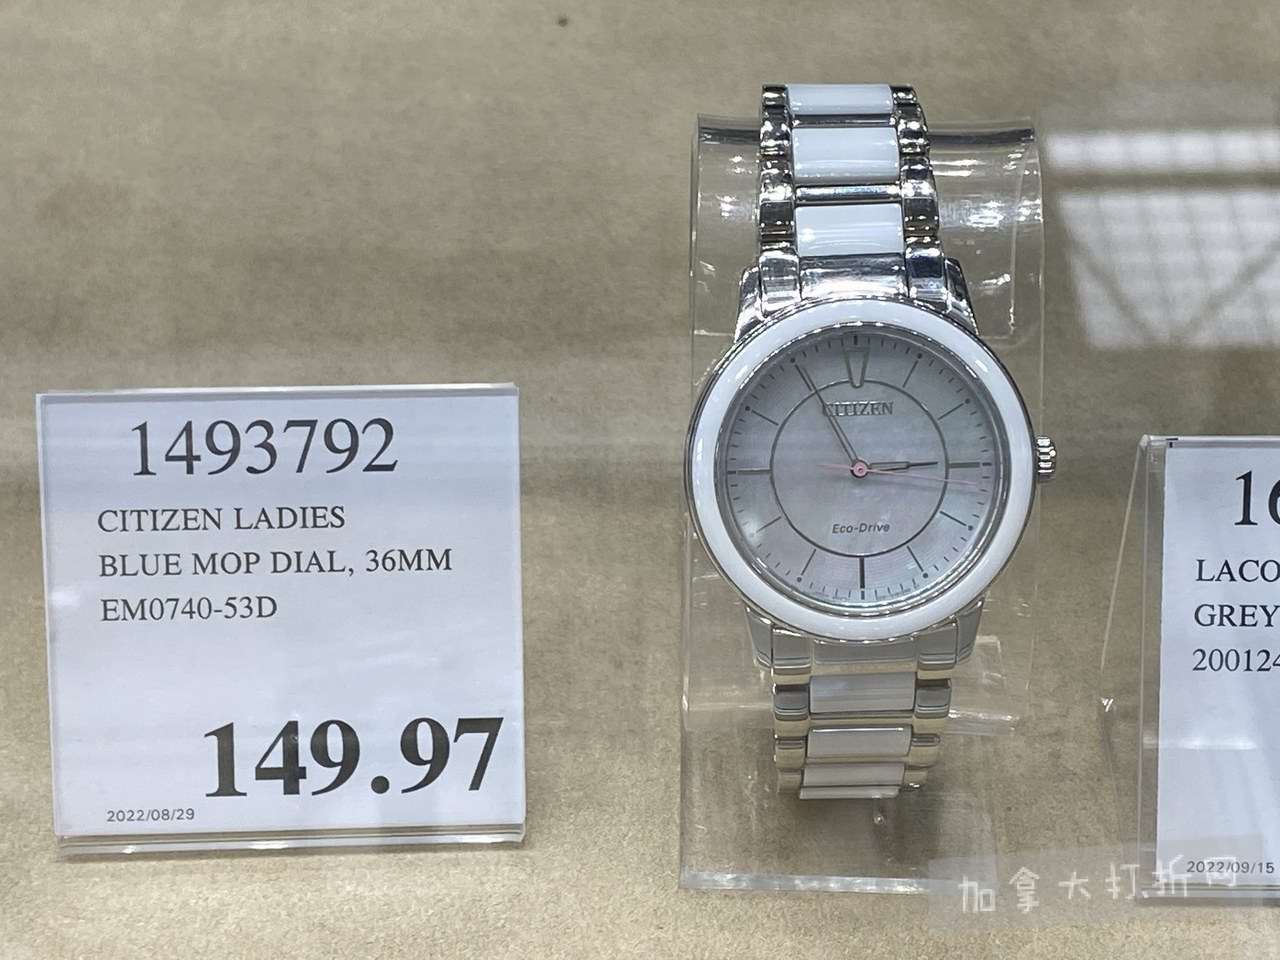 1493792
CITIZEN LADIES
BLUE MOP DIAL, 36MM
EM0740-53D
149.97
2022/08/29
CITIZEN
Eco-Drive
16
LACO
GREY
200124
2022/09/15
加拿大打折网